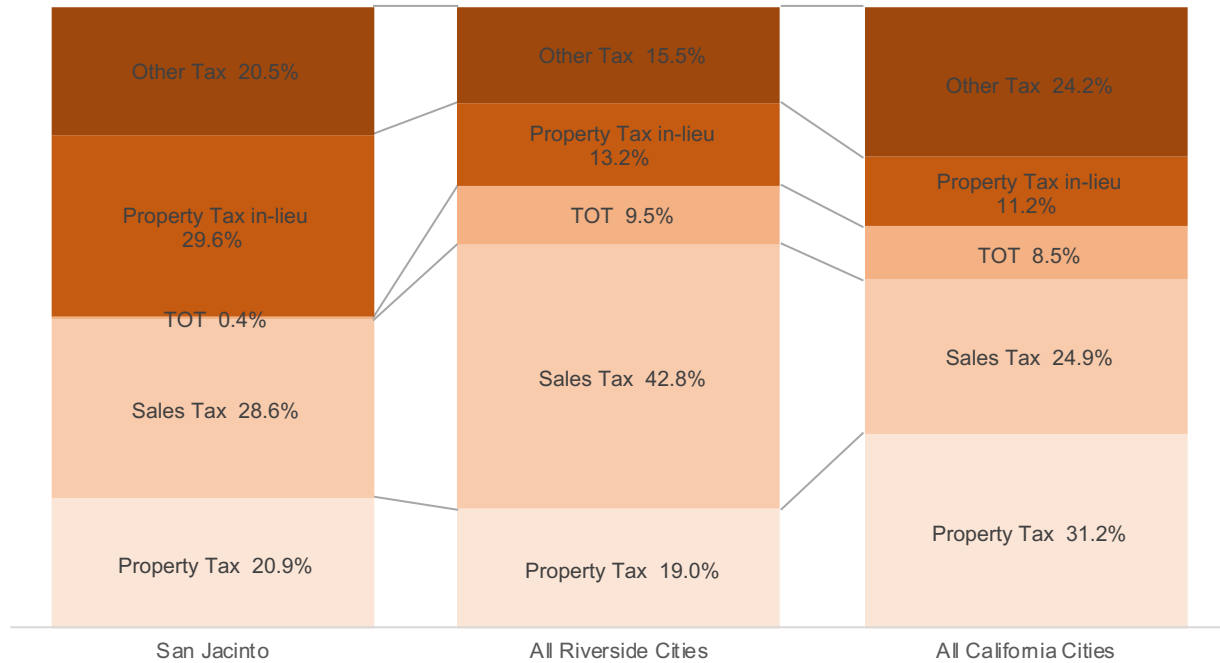 Other Tax 20.5%
Property Tax in-lieu
29.6%
TOT 0.4%
Sales Tax 28.6%
Property Tax 20.9%
San Jacinto
Other Tax 15.5%
Property Tax in-lieu
13.2%
TOT 9.5%
Sales Tax 42.8%
Property Tax 19.0%
All Riverside Cities
Other Tax 24.2%
Property Tax in-lieu
11.2%
TOT 8.5%
Sales Tax 24.9%
Property Tax 31.2%
All California Cities